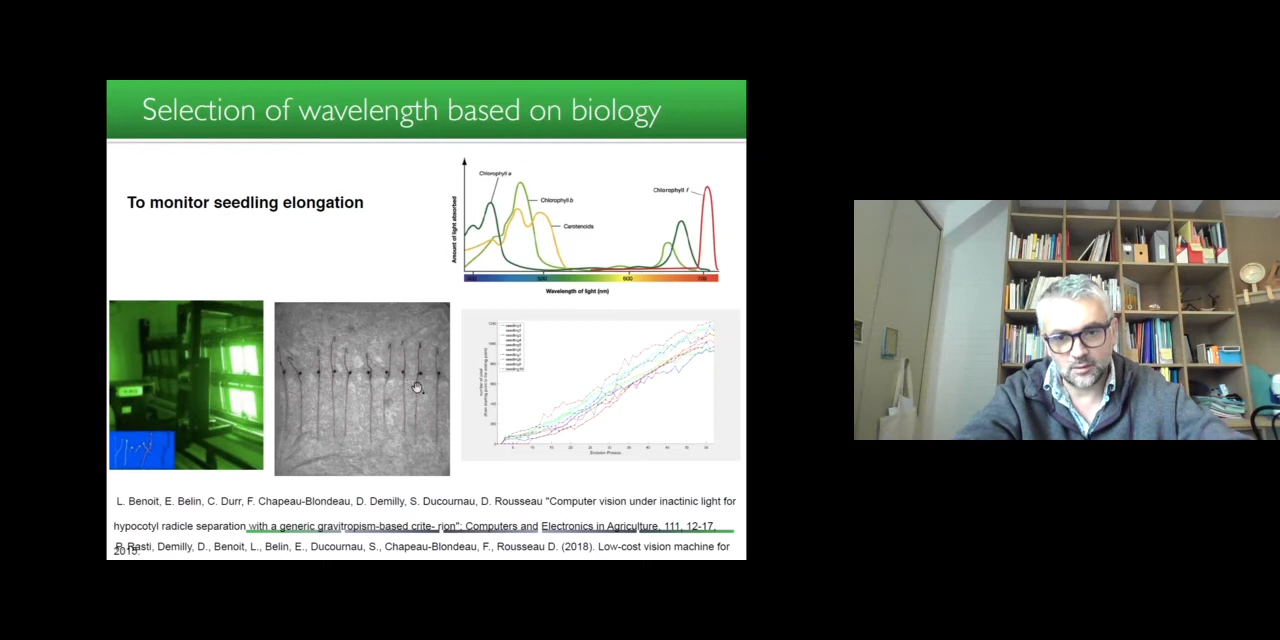 Selection of wavelength based on biology
To monitor seedling elongation
Chlorophyll a
Chlorophyll b
Carotenoids
Chlorophyll f
Amount of light absorbed
500
600
700
Wavelength of light (nm)
L. Benoit, E. Belin, C. Durr, F. Chapeau-Blondeau, D. Demilly, S. Ducournau, D. Rousseau "Computer vision under inactinic light for
hypocotyl radicle separation with a generic gravitropism-based crite- rion"; Computers and Electronics in Agriculture, 111, 12-17,
2015.
P. Rasti, Demilly, D., Benoit, L., Belin, E., Ducournau, S., Chapeau-Blondeau, F., Rousseau D. (2018). Low-cost vision machine for